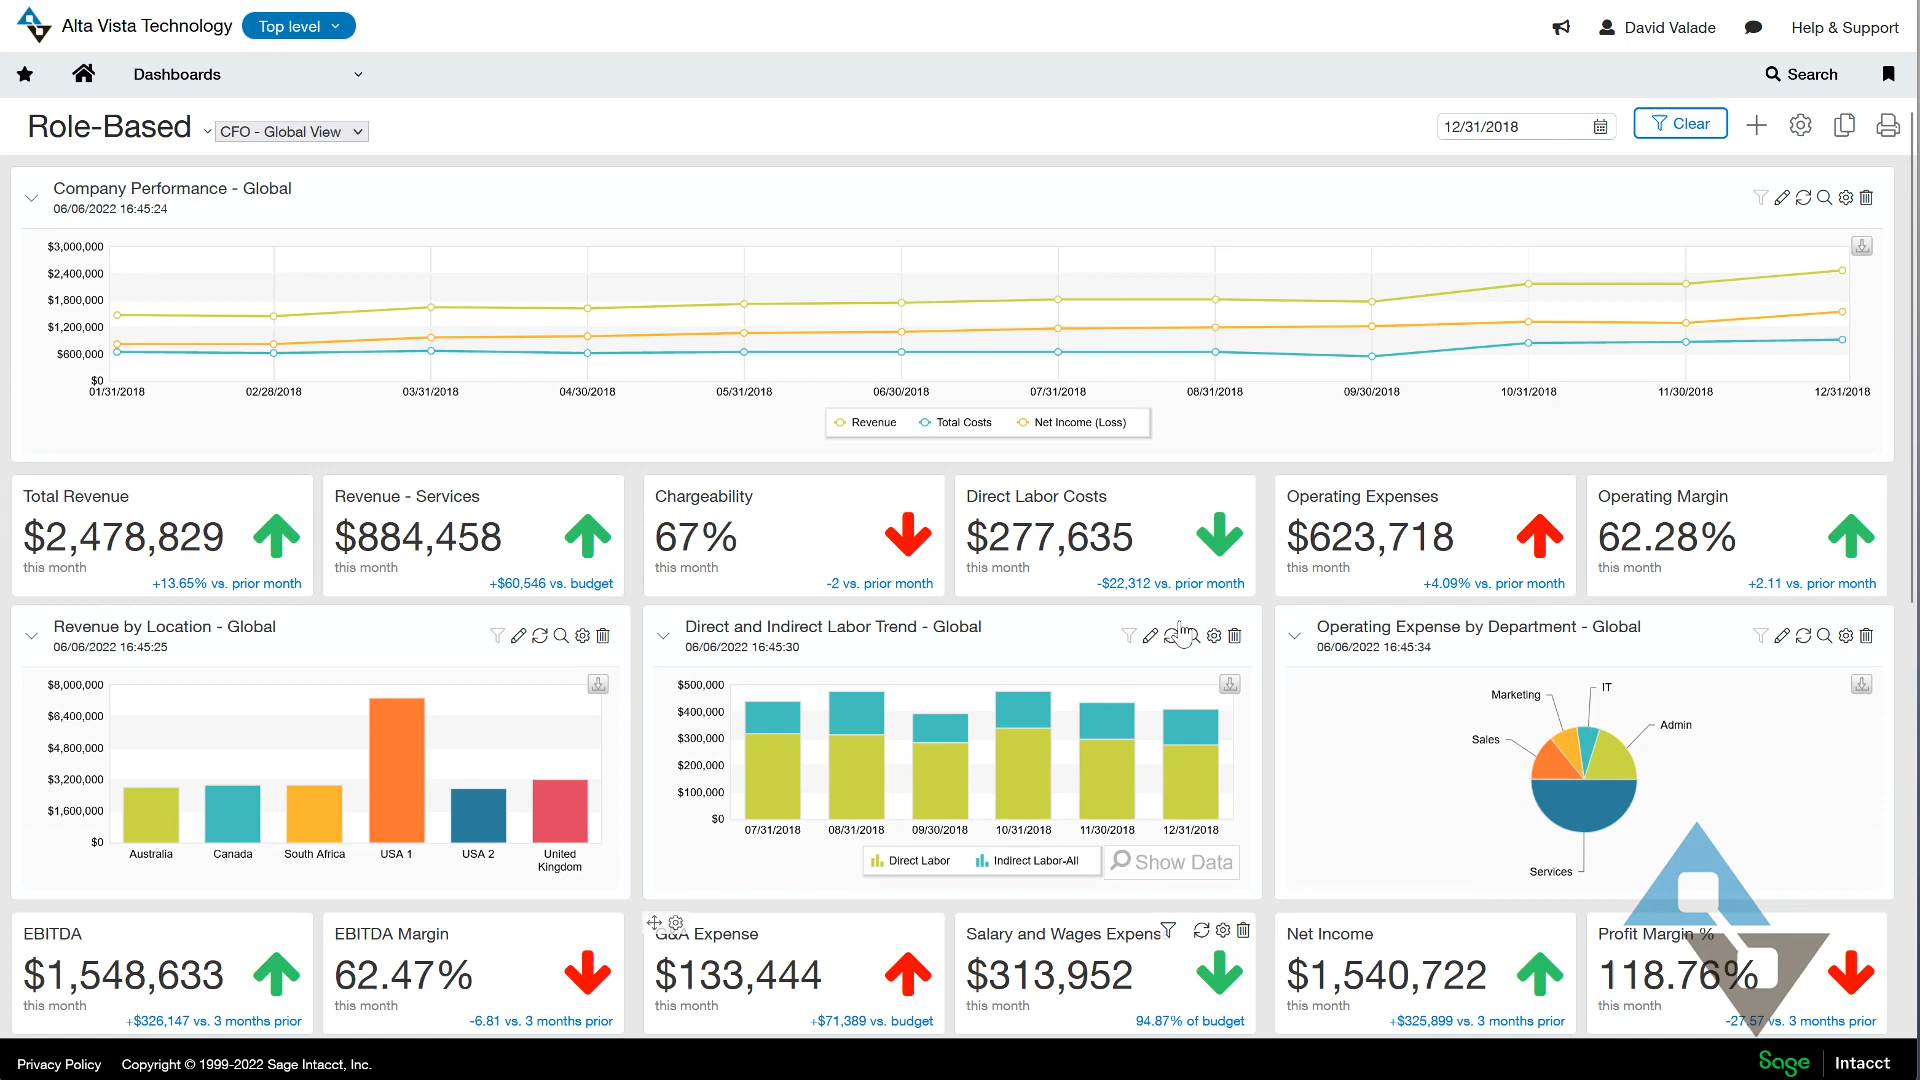 Alta Vista Technology
Top level
David Valade
Help & Support
Dashboards
Search
Role-Based
CFO - Global View
12/31/2018
Clear
Company Performance - Global
06/06/2022 16:45:24
$3,000,000
$2,400,000
$1,800,000
$1,200,000
$600,000
$0
01/31/2018 02/28/2018 03/31/2018 04/30/2018 05/31/2018 06/30/2018 07/31/2018 08/31/2018 09/30/2018 10/31/2018 11/30/2018 12/31/2018
Revenue Total Costs Net Income (Loss)
Total Revenue
$2,478,829
this month
+13.65% vs. prior month
Revenue - Services
$884,458
this month
+$60,546 vs. budget
Chargeability
67%
this month
-2 vs. prior month
Direct Labor Costs
$277,635
this month
-$22,312 vs. prior month
Operating Expenses
$623,718
this month
+4.09% vs. prior month
Operating Margin
62.28%
this month
+2.11 vs. prior month
Revenue by Location - Global
06/06/2022 16:45:25
$8,000,000
$6,400,000
$4,800,000
$3,200,000
$1,600,000
$0
Australia Canada South Africa USA 1 USA 2 United
Kingdom
Direct and Indirect Labor Trend - Global
06/06/2022 16:45:30
$500,000
$400,000
$300,000
$200,000
$100,000
$0
07/31/2018 08/31/2018 09/30/2018 10/31/2018 11/30/2018 12/31/2018
Direct Labor Indirect Labor-All
Show Data
Operating Expense by Department - Global
06/06/2022 16:45:34
IT
Marketing
Admin
Sales
Services
EBITDA
$1,548,633
this month
+$326,147 vs. 3 months prior
EBITDA Margin
62.47%
this month
-6.81 vs. 3 months prior
G&A Expense
$133,444
this month
+$71,389 vs. budget
Salary and Wages Expens
$313,952
this month
94.87% of budget
Net Income
$1,540,722
this month
+$325,899 vs. 3 months prior
Profit Margin %
118.76%
this month
-27.57 vs. 3 months prior
Privacy Policy
Copyright © 1999-2022 Sage Intacct, Inc.
Sage Intacct